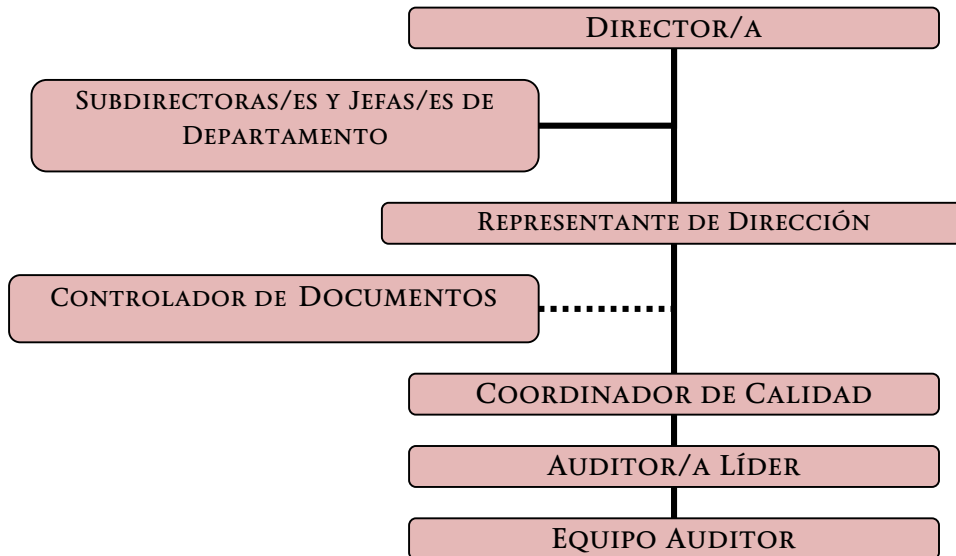 DIRECTOR/A
SUBDIRECTORAS/ES Y JEFAS/ES DE
DEPARTAMENTO
REPRESENTANTE DE DIRECCIÓN
CONTROLADOR DE DOCUMENTOS
COORDINADOR DE CALIDAD
AUDITOR/A LÍDER
EQUIPO AUDITOR